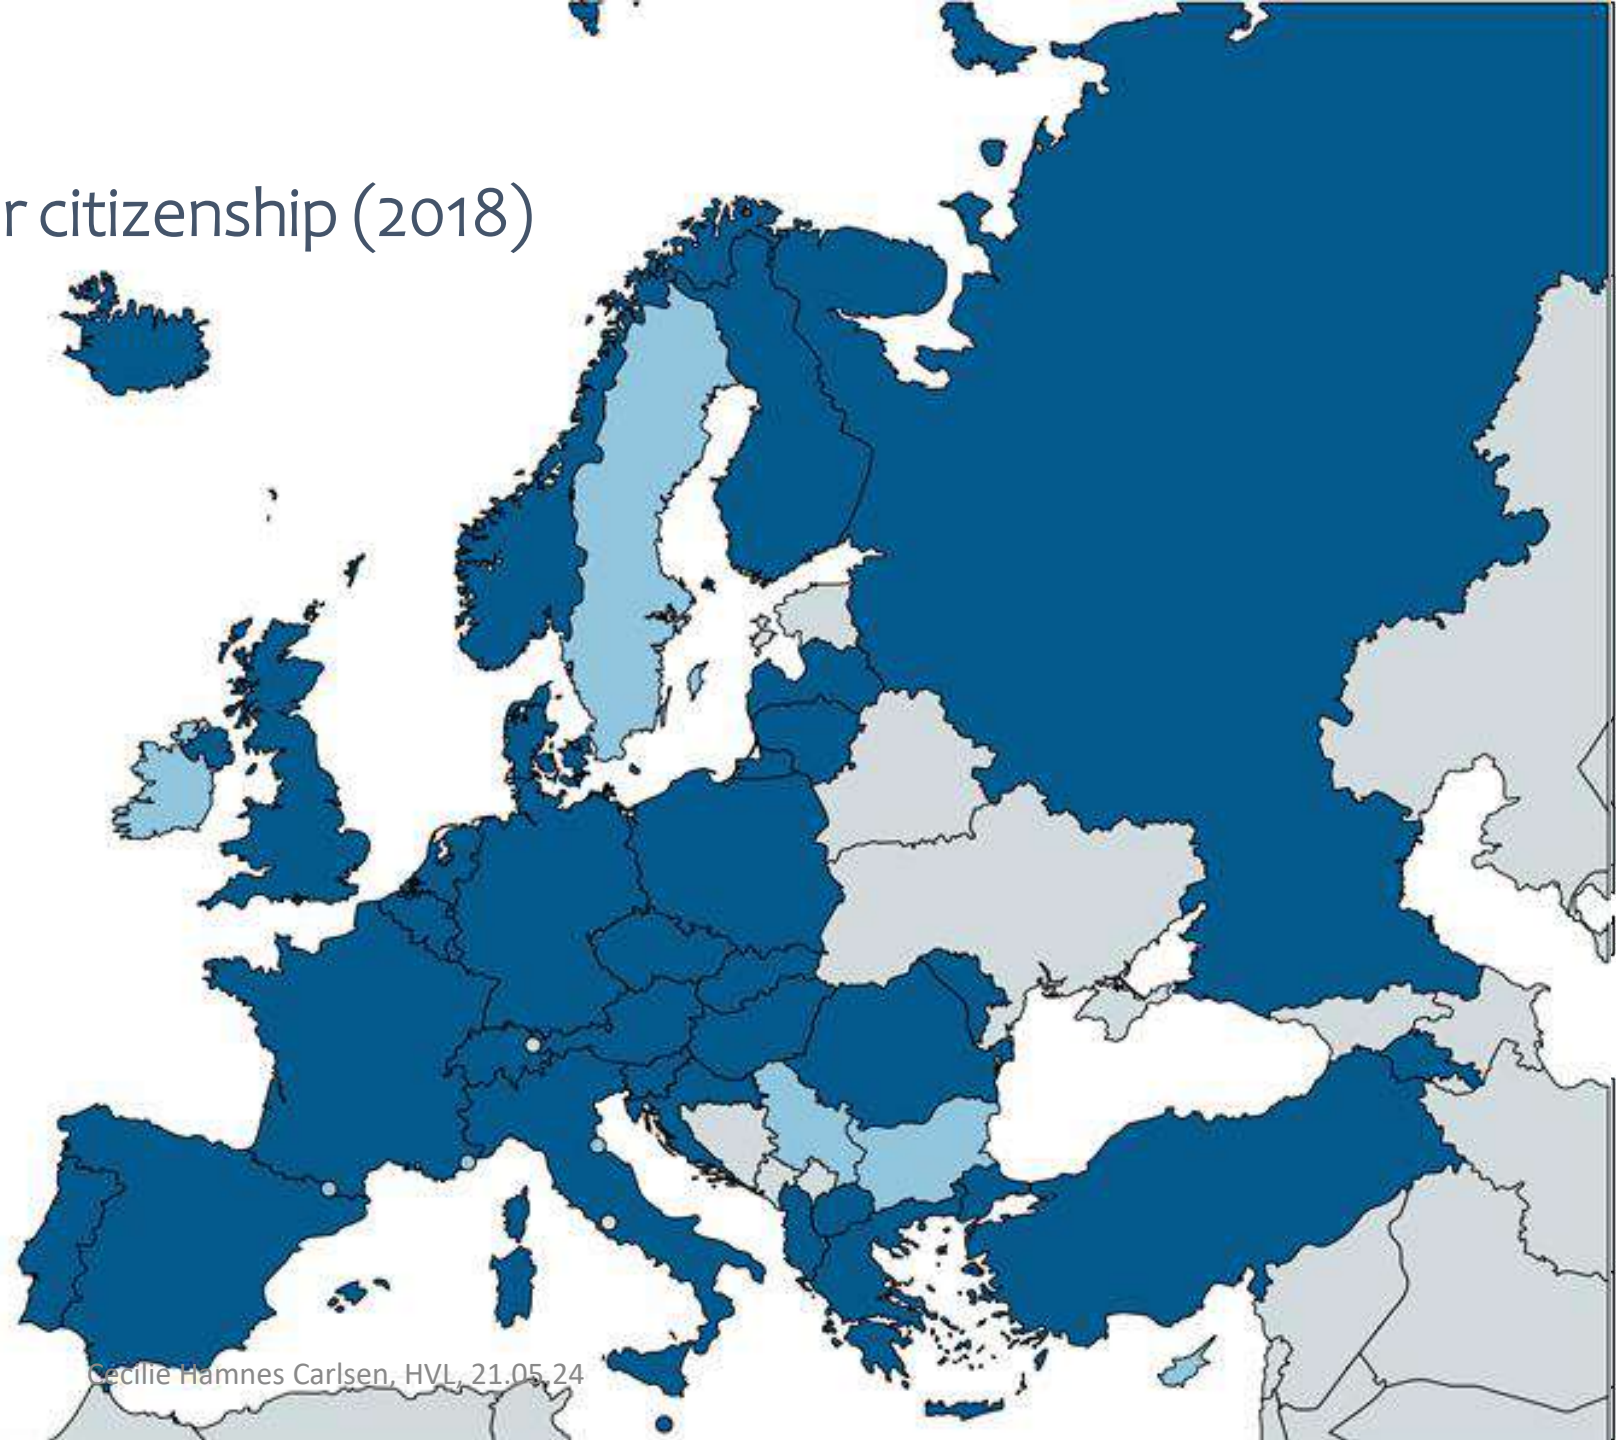 r citizenship (2018)
Cecilie Hamnes Carlsen, HVL, 21.05.24